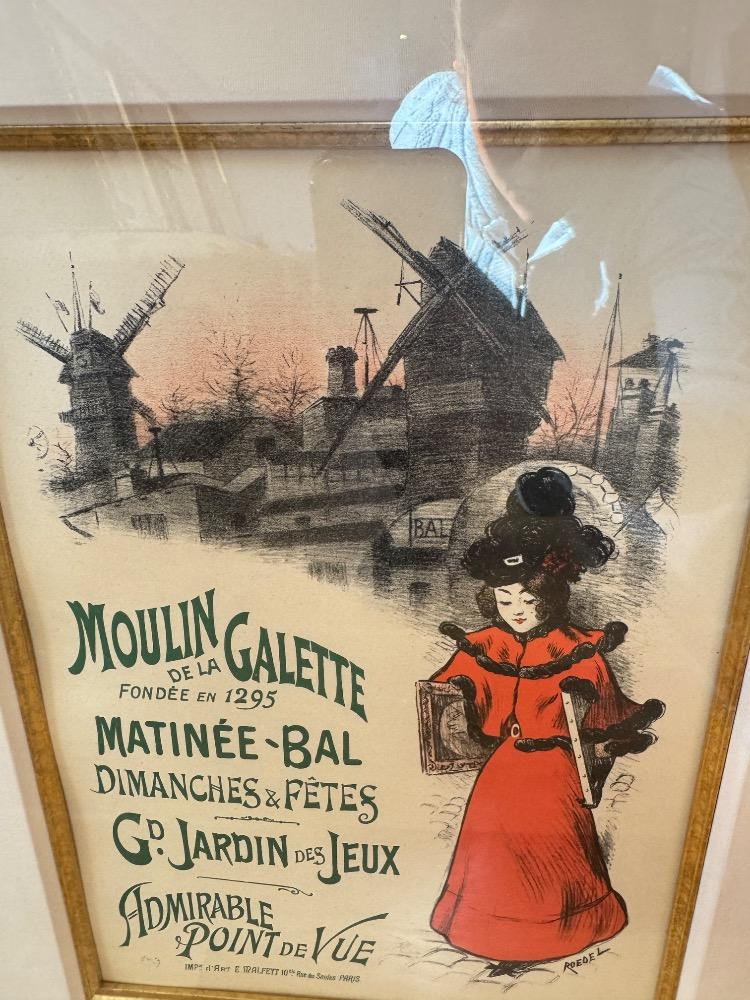 BAL
MOULIN
DE LA GALETTE
FONDÉE EN 1295
MATINÉE-BAL
DIMANCHES & FÊTES
GD. JARDIN DES JEUX
ADMIRABLE
POINT DE VUE
ROEDEL